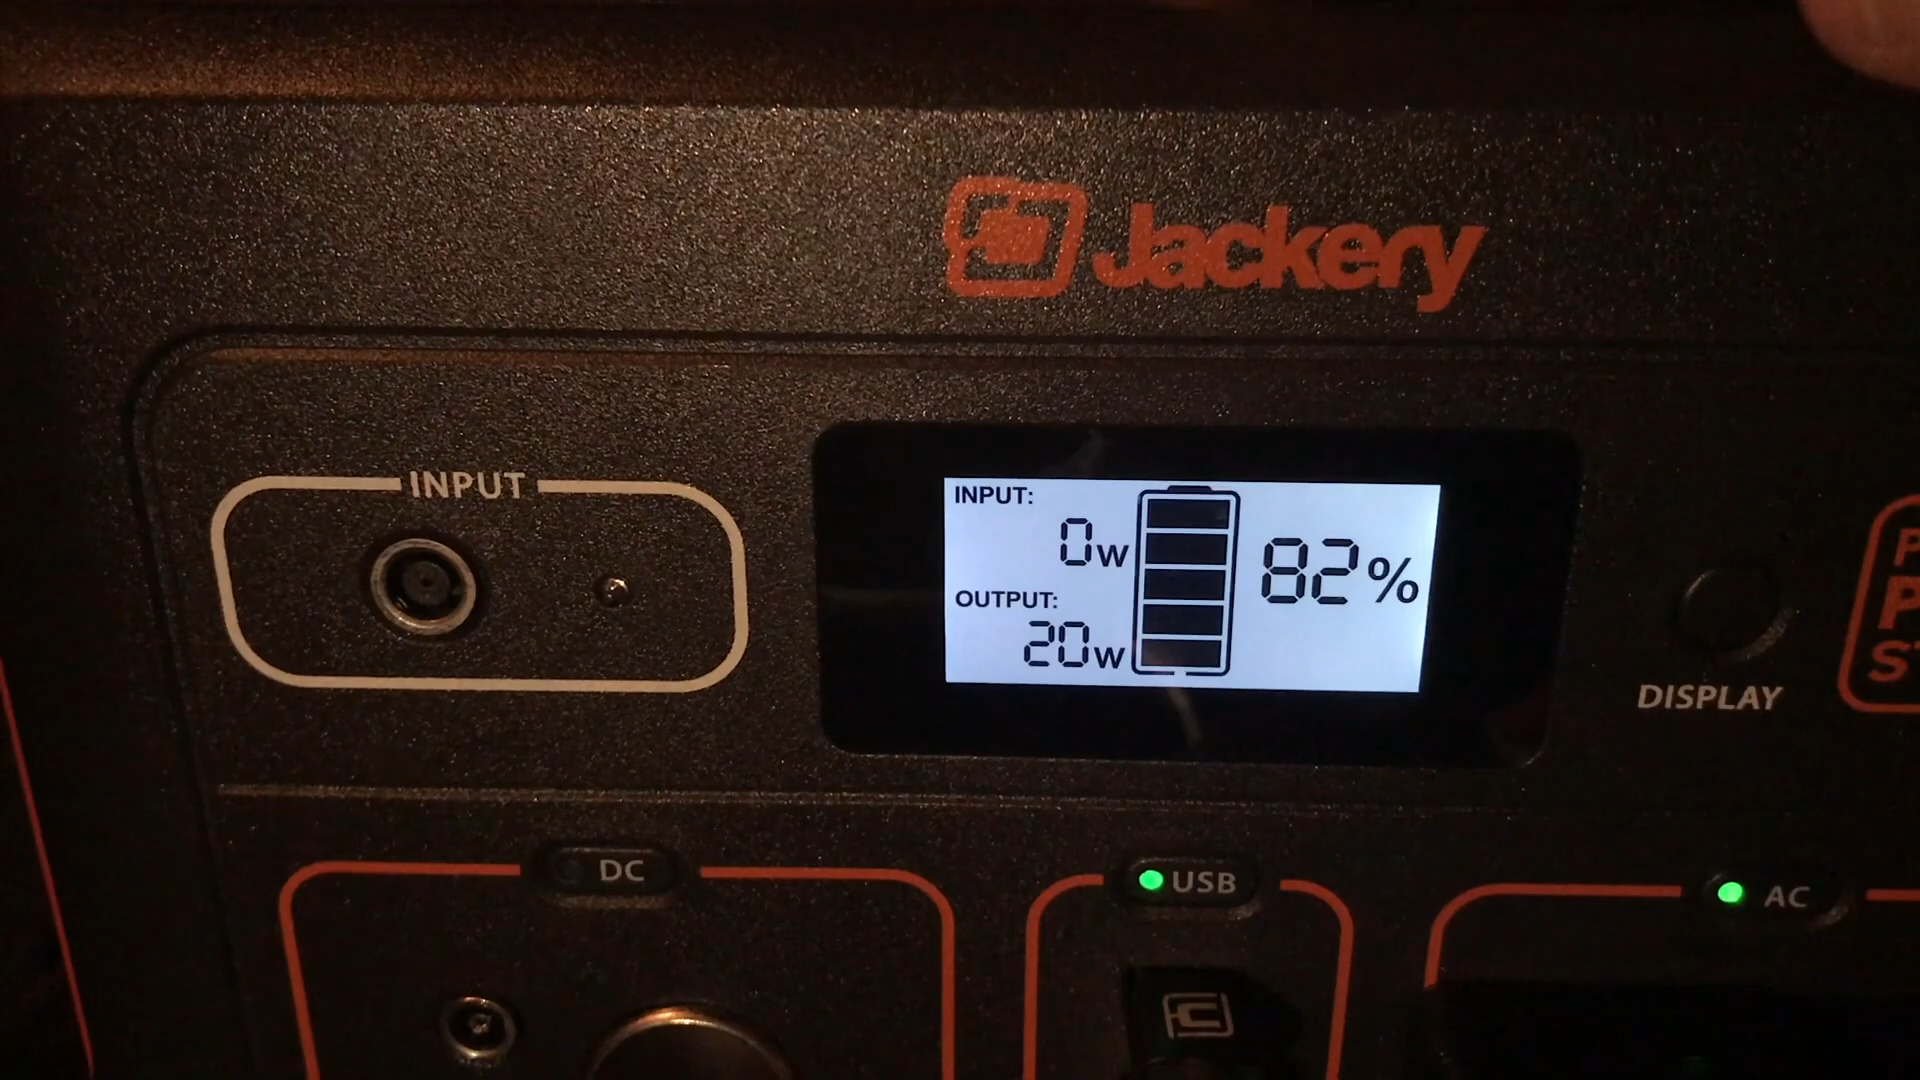 Jackery
INPUT
INPUT:
0W
82%
OUTPUT:
20W
DISPLAY
DC
USB
AC